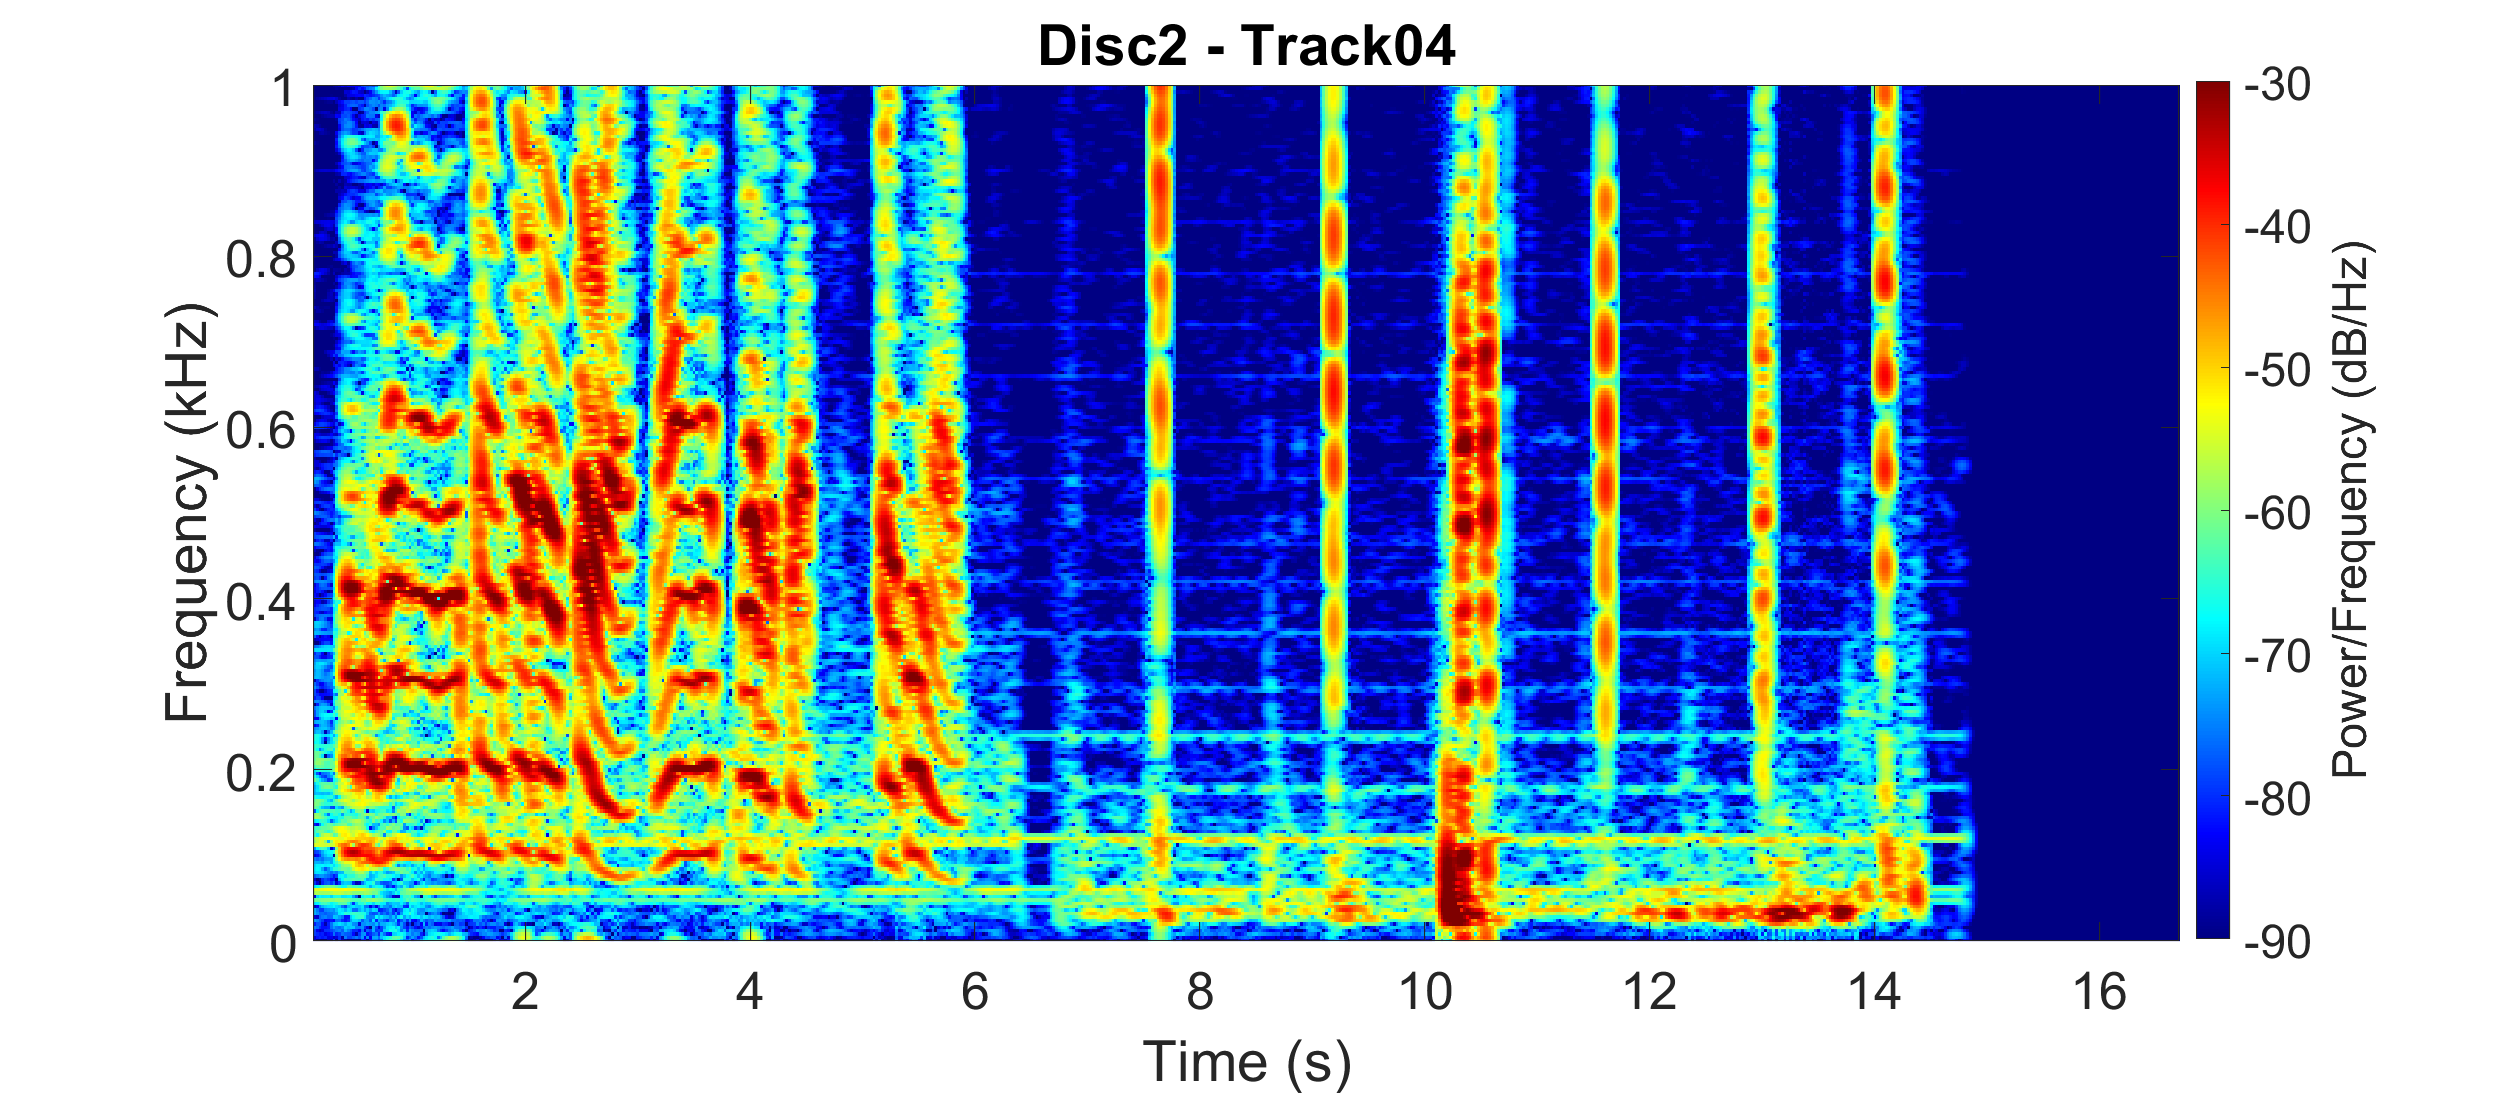 Disc2 - Track04
1
0.8
0.6
0.4
0.2
0
Frequency (kHz)
2 4 6 8 10 12 14 16
Time (s)
-30
-40
-50
-60
-70
-80
-90
Power/Frequency (dB/Hz)